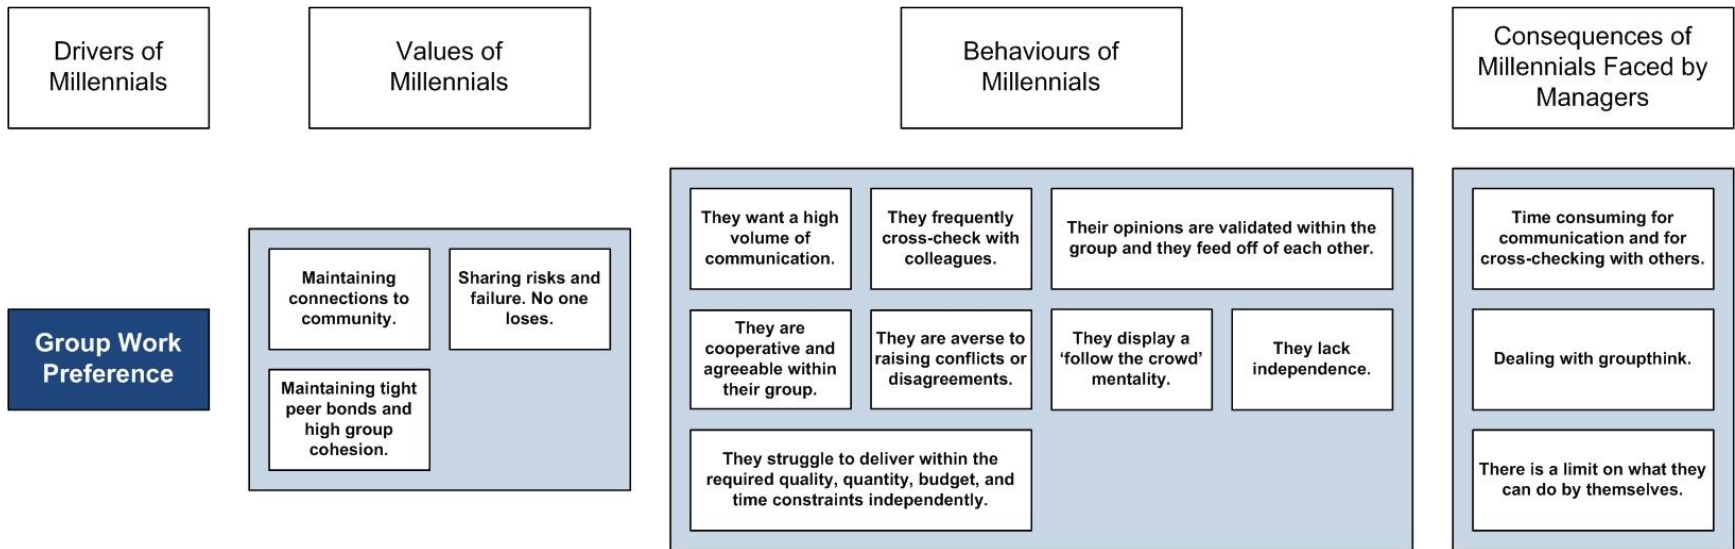 Drivers of
Millennials
Values of
Millennials
Behaviours of
Millennials
Consequences of
Millennials Faced by
Managers
Group Work
Preference
Maintaining
connections to
community.
Sharing risks and
failure. No one
loses.
Maintaining tight
peer bonds and
high group
cohesion.
They want a high
volume of
communication.
They frequently
cross-check with
colleagues.
Their opinions are validated within the
group and they feed off of each other.
They are
cooperative and
agreeable within
their group.
They are averse to
raising conflicts or
disagreements.
They display a
‘follow the crowd’
mentality.
They lack
independence.
They struggle to deliver within the
required quality, quantity, budget, and
time constraints independently.
Time consuming for
communication and for
cross-checking with others.
Dealing with groupthink.
There is a limit on what they
can do by themselves.